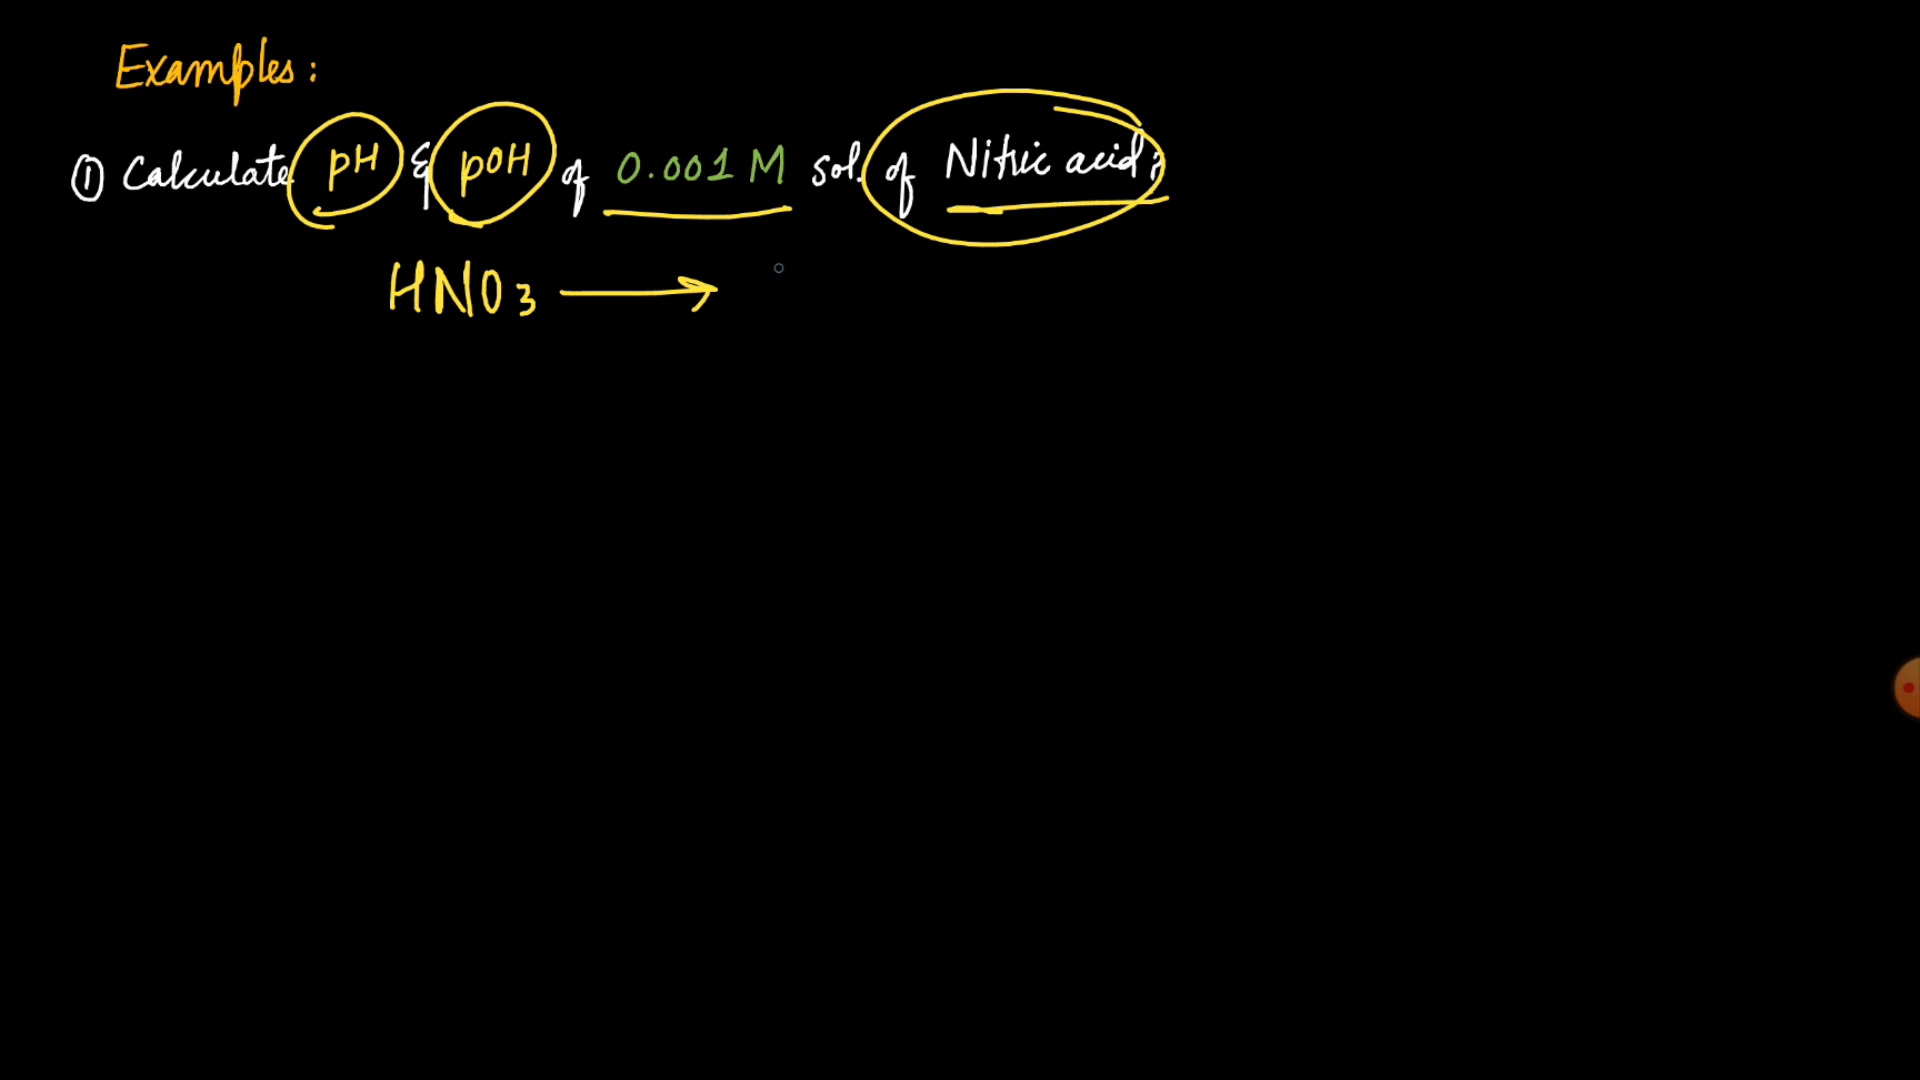 Examples :
① Calculate pH & pOH of 0.001 M sol. of Nitric acid ?
HNO₃ ⟶